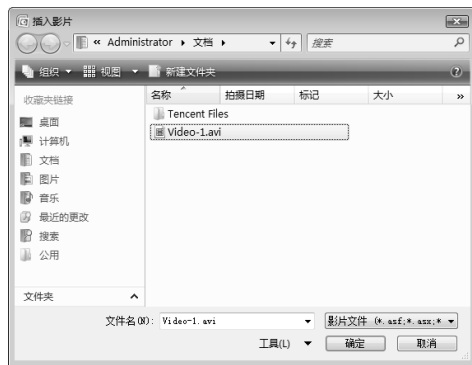 插入影片
« Administrator ▸ 文档 ▸ 搜索
组织 视图 新建文件夹
收藏夹链接
名称 拍摄日期 标记 大小 »
桌面
计算机
文档
图片
音乐
最近的更改
搜索
公用
文件夹
Tencent Files
Video-1.avi
文件名(N): Video-1.avi
影片文件 (*.asf;*.asx;*
工具(L) 确定 取消